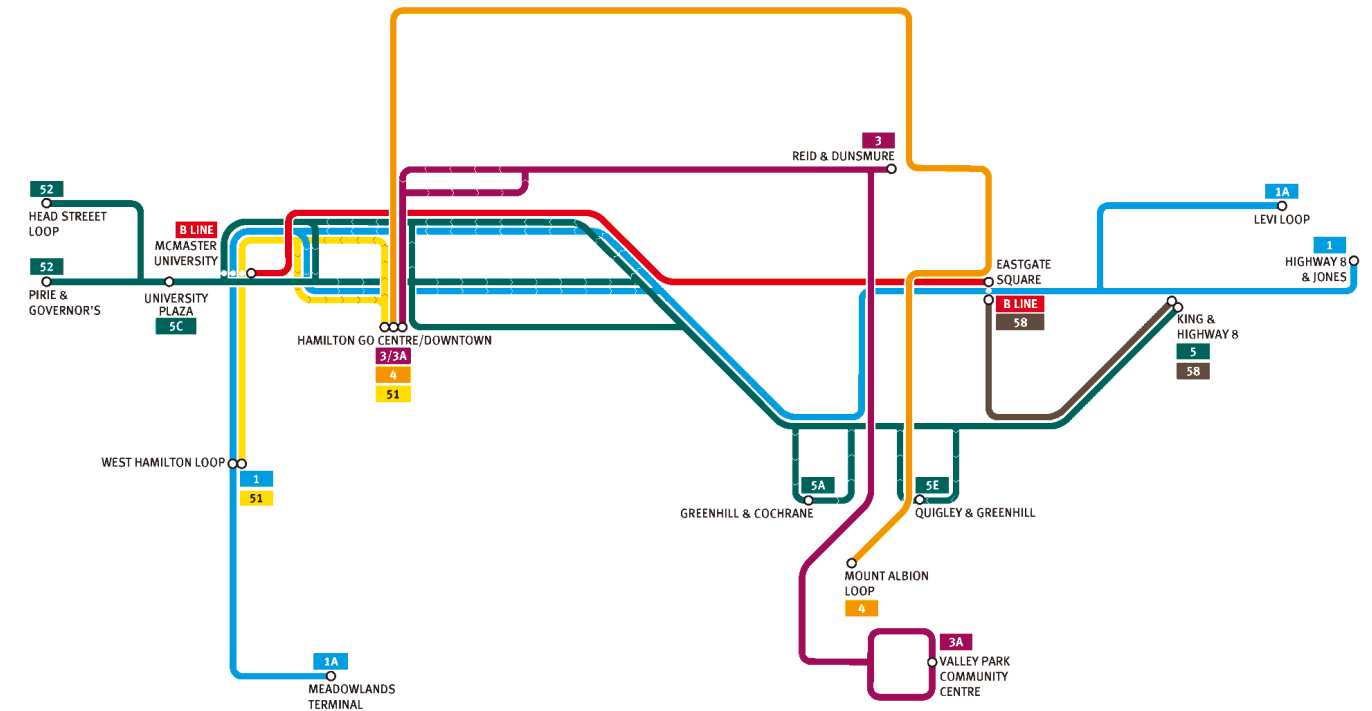 3
REID & DUNSMURE
52
HEAD STREEET
LOOP
1A
LEVI LOOP
B LINE
MCMASTER
UNIVERSITY
1
HIGHWAY 8
& JONES
52
PIRIE &
GOVERNOR'S
UNIVERSITY
PLAZA
5C
EASTGATE
SQUARE
B LINE
58
HAMILTON GO CENTRE/DOWNTOWN
3/3A
4
51
KING &
HIGHWAY 8
5
58
WEST HAMILTON LOOP
1
51
5A
GREENHILL & COCHRANE
5E
QUIGLEY & GREENHILL
MOUNT ALBION
LOOP
4
1A
MEADOWLANDS
TERMINAL
3A
VALLEY PARK
COMMUNITY
CENTRE